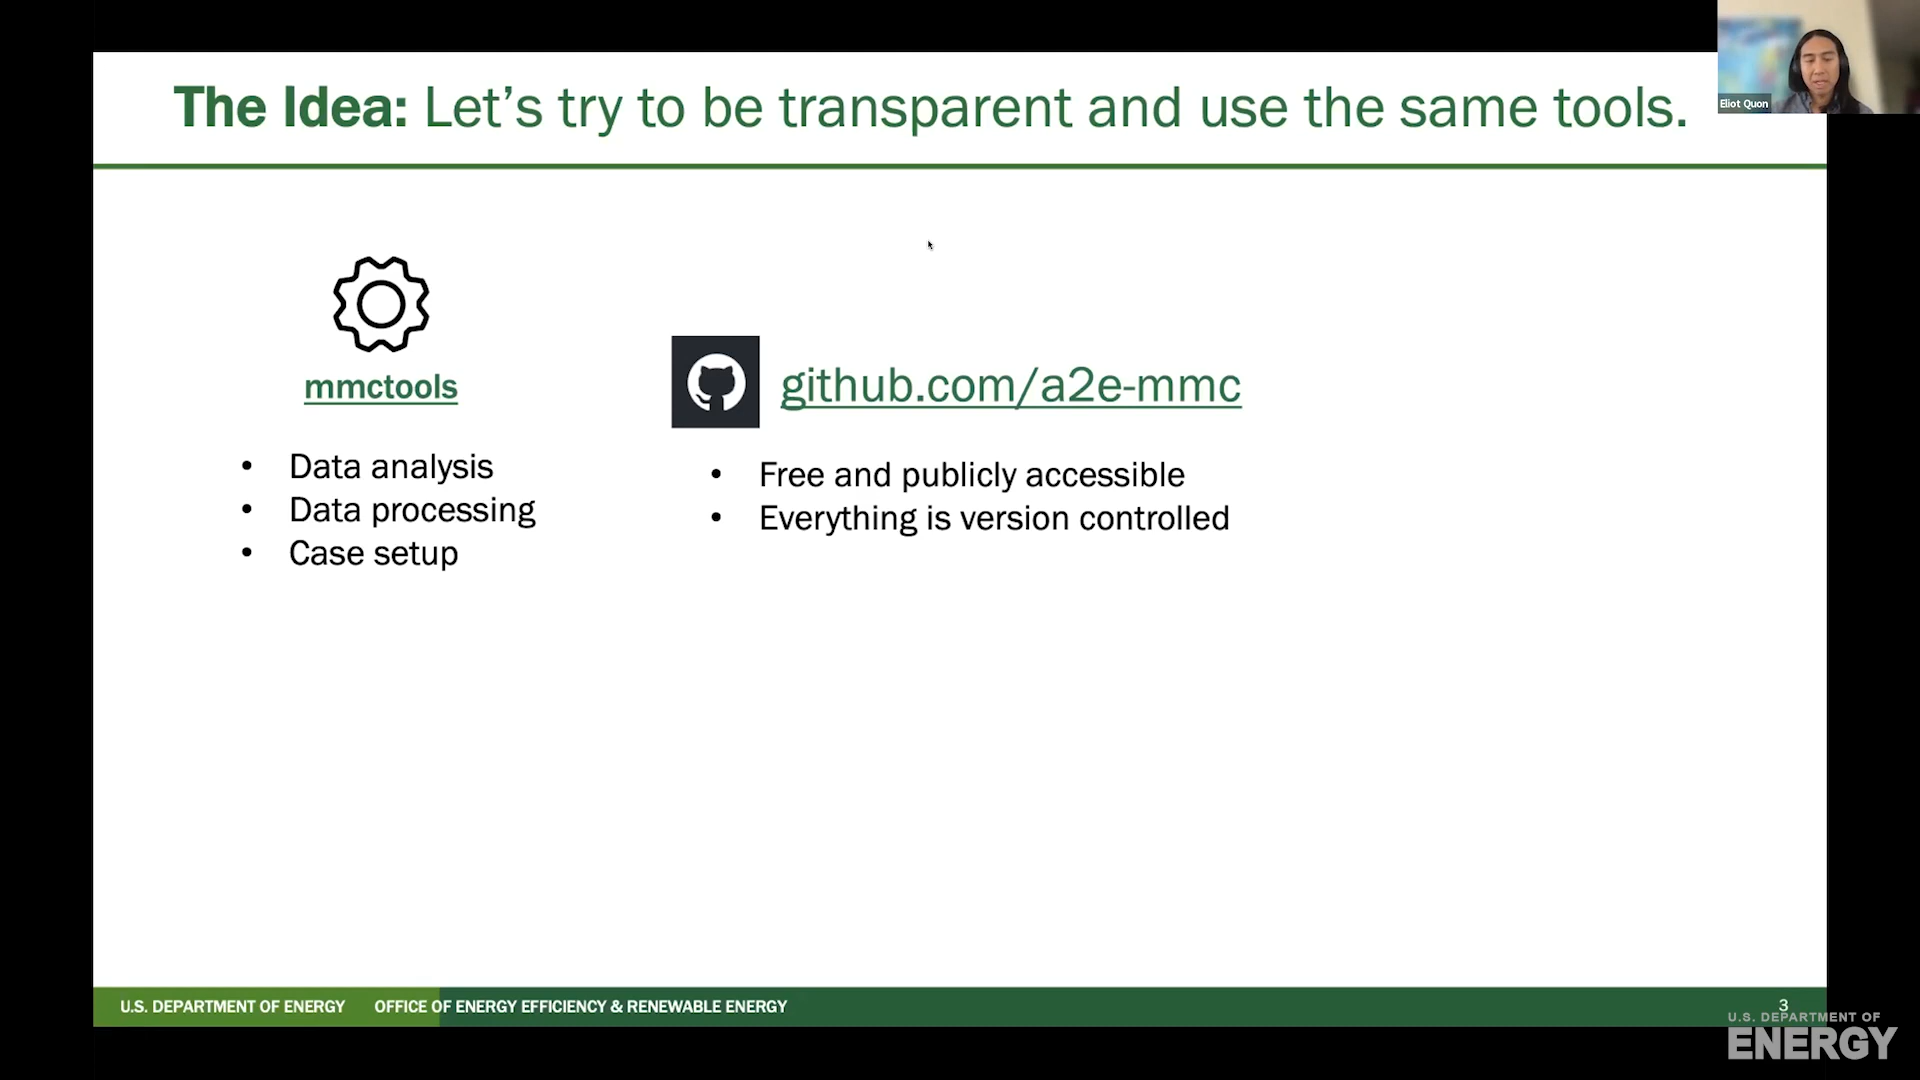 The Idea: Let's try to be transparent and use the same tools.
Eliot Quon
mmctools
• Data analysis
• Data processing
• Case setup
github.com/a2e-mmc
• Free and publicly accessible
• Everything is version controlled
U.S. DEPARTMENT OF ENERGY OFFICE OF ENERGY EFFICIENCY & RENEWABLE ENERGY
3
U.S. DEPARTMENT OF
ENERGY